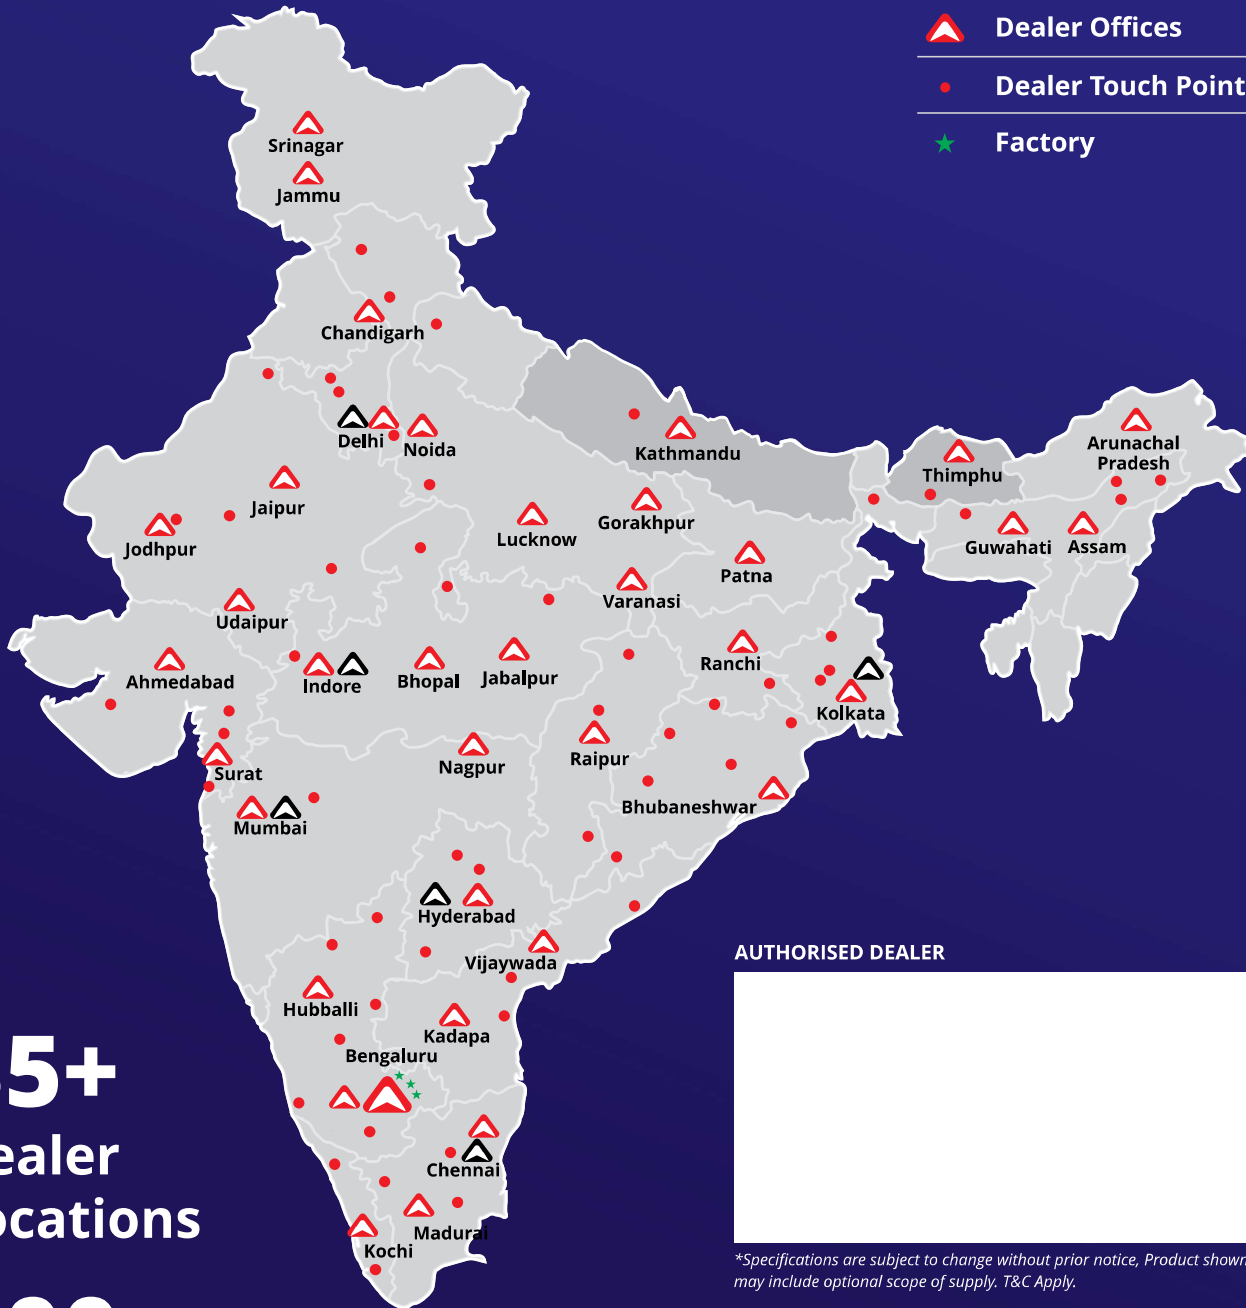 Dealer Offices
Dealer Touch Point
Factory
Srinagar
Jammu
Chandigarh
Delhi
Noida
Kathmandu
Thimphu
Arunachal
Pradesh
Jaipur
Jodhpur
Lucknow
Gorakhpur
Guwahati
Assam
Patna
Varanasi
Udaipur
Ahmedabad
Indore
Bhopal
Jabalpur
Ranchi
Kolkata
Surat
Nagpur
Raipur
Mumbai
Bhubaneshwar
Hyderabad
Vijaywada
Hubballi
Kadapa
Bengaluru
Chennai
Madurai
Kochi
5+
ealer
ocations
AUTHORISED DEALER
*Specifications are subject to change without prior notice, Product shown
may include optional scope of supply. T&C Apply.